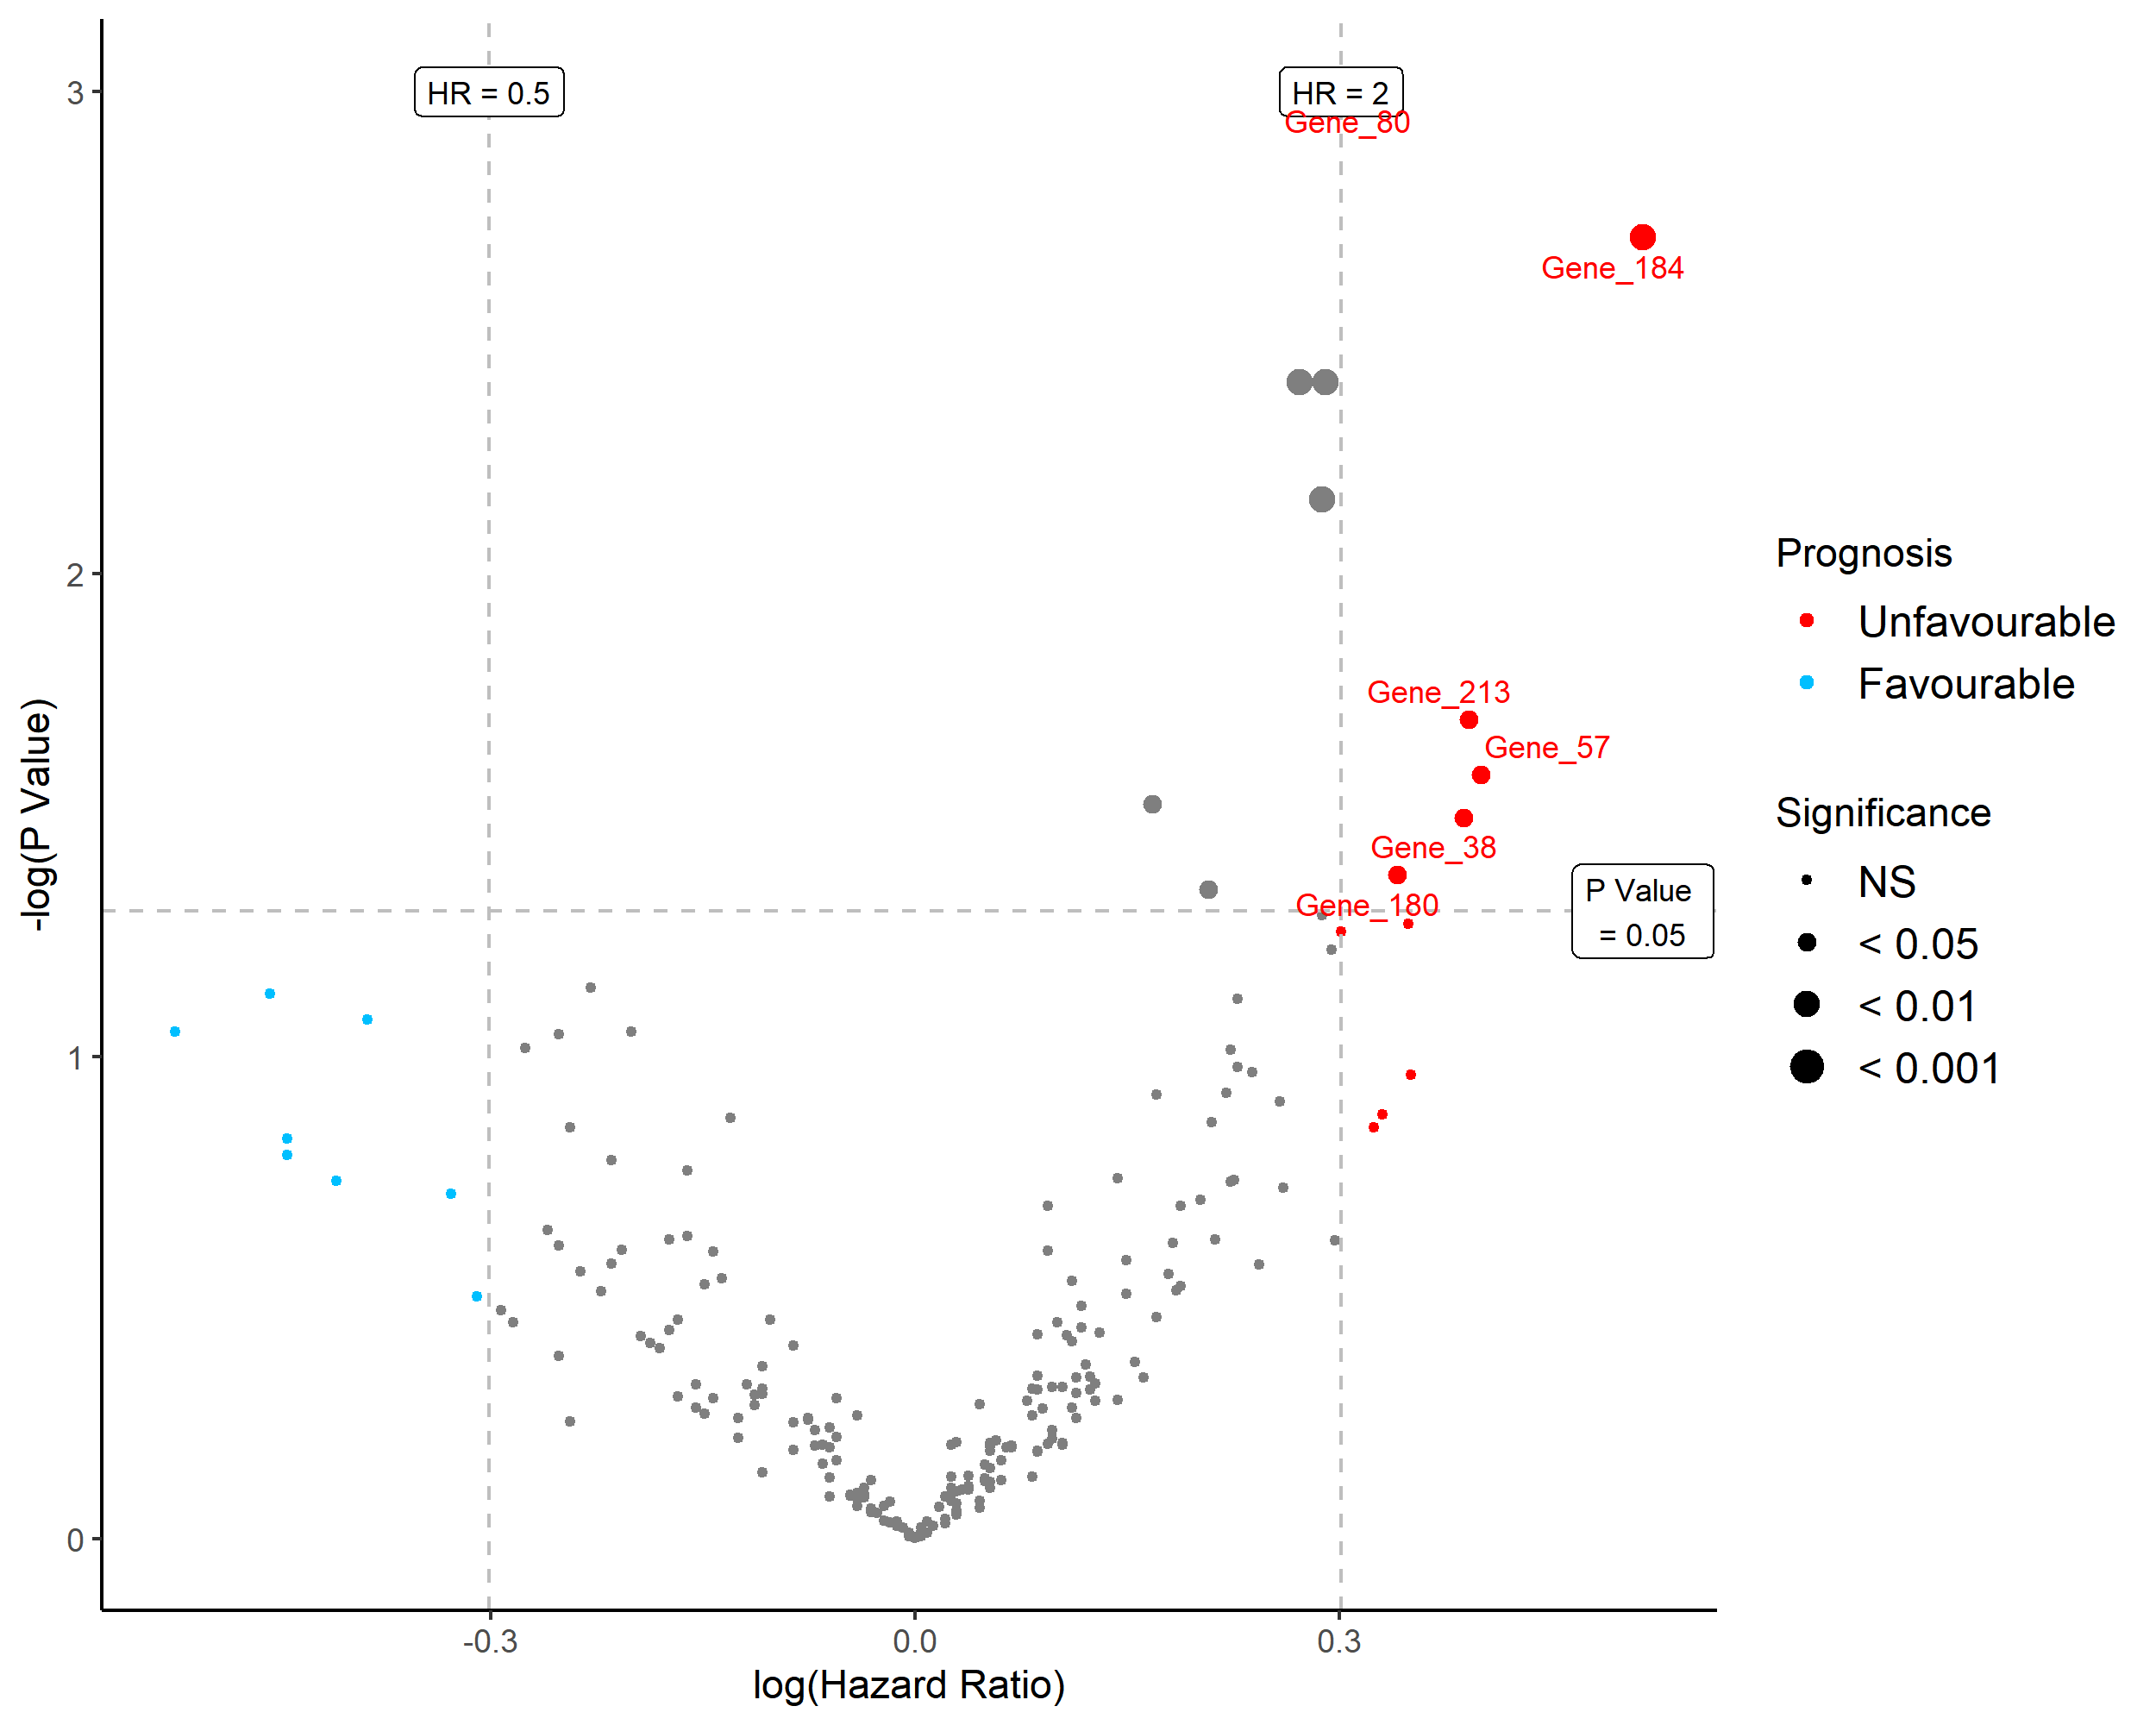 3
2
1
0
-log(P Value)
HR = 0.5
HR = 2
Gene_80
Gene_184
Gene_213
Gene_57
Gene_38
Gene_180
P Value
= 0.05
-0.3
0.0
0.3
log(Hazard Ratio)
Prognosis
Unfavourable
Favourable
Significance
NS
< 0.05
< 0.01
< 0.001